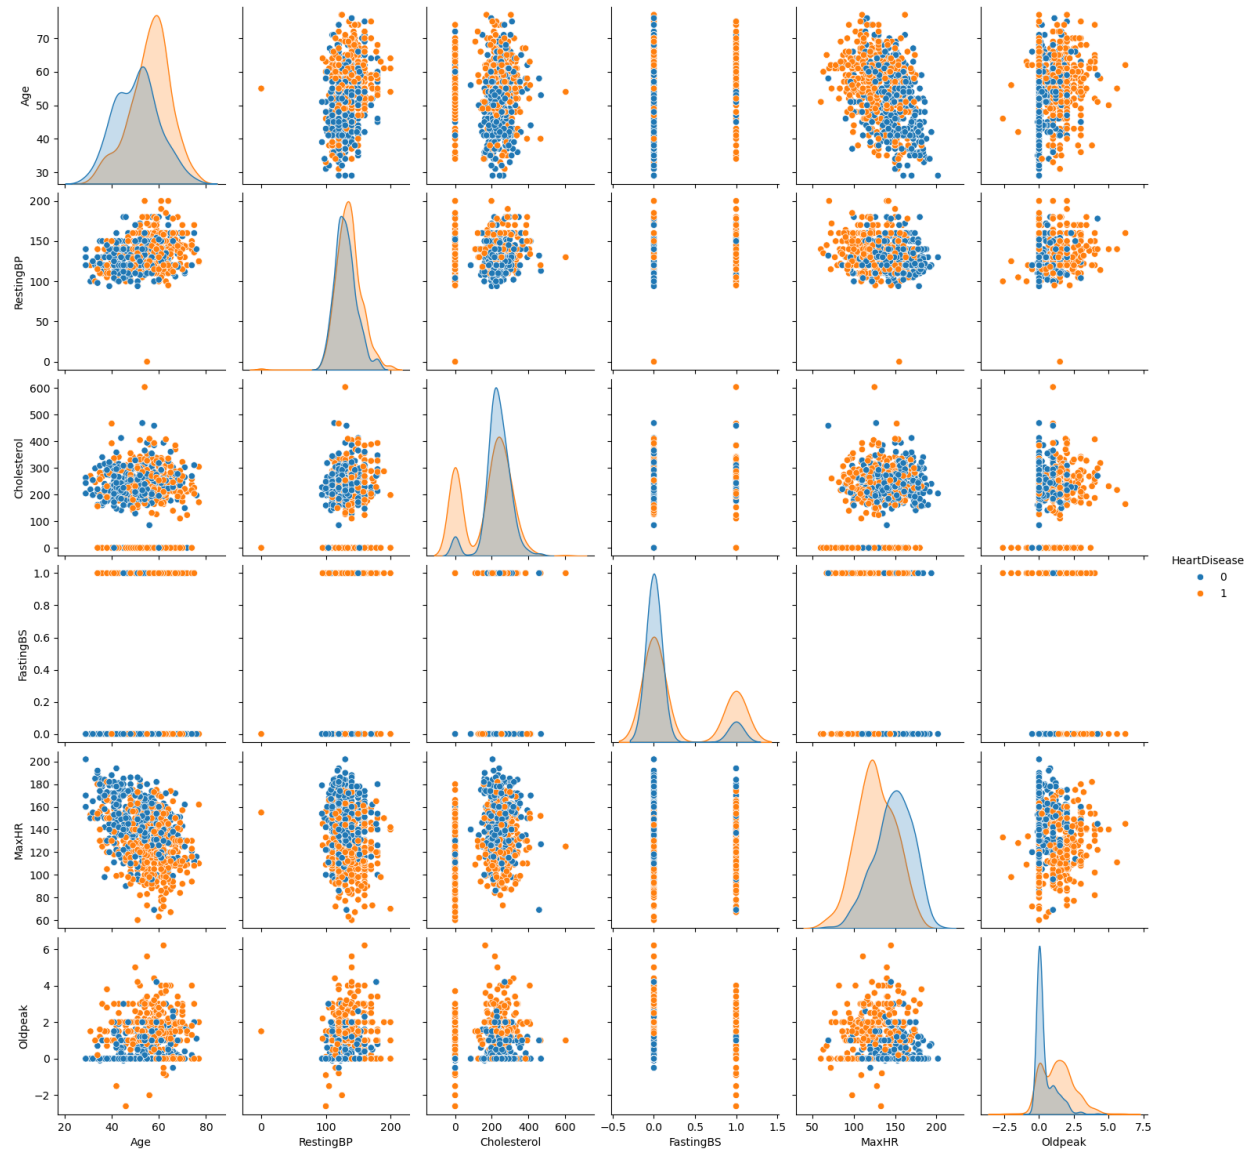 Age
70
60
50
40
30
RestingBP
200
150
100
50
0
Cholesterol
600
500
400
300
200
100
0
FastingBS
1.0
0.8
0.6
0.4
0.2
0.0
HeartDisease
0
1
MaxHR
200
180
160
140
120
100
80
60
Oldpeak
6
4
2
0
−2
20 40 60 80
0 100 200
0 200 400 600
−0.5 0.0 0.5 1.0 1.5
50 100 150 200
−2.5 0.0 2.5 5.0 7.5
Age RestingBP Cholesterol FastingBS MaxHR Oldpeak